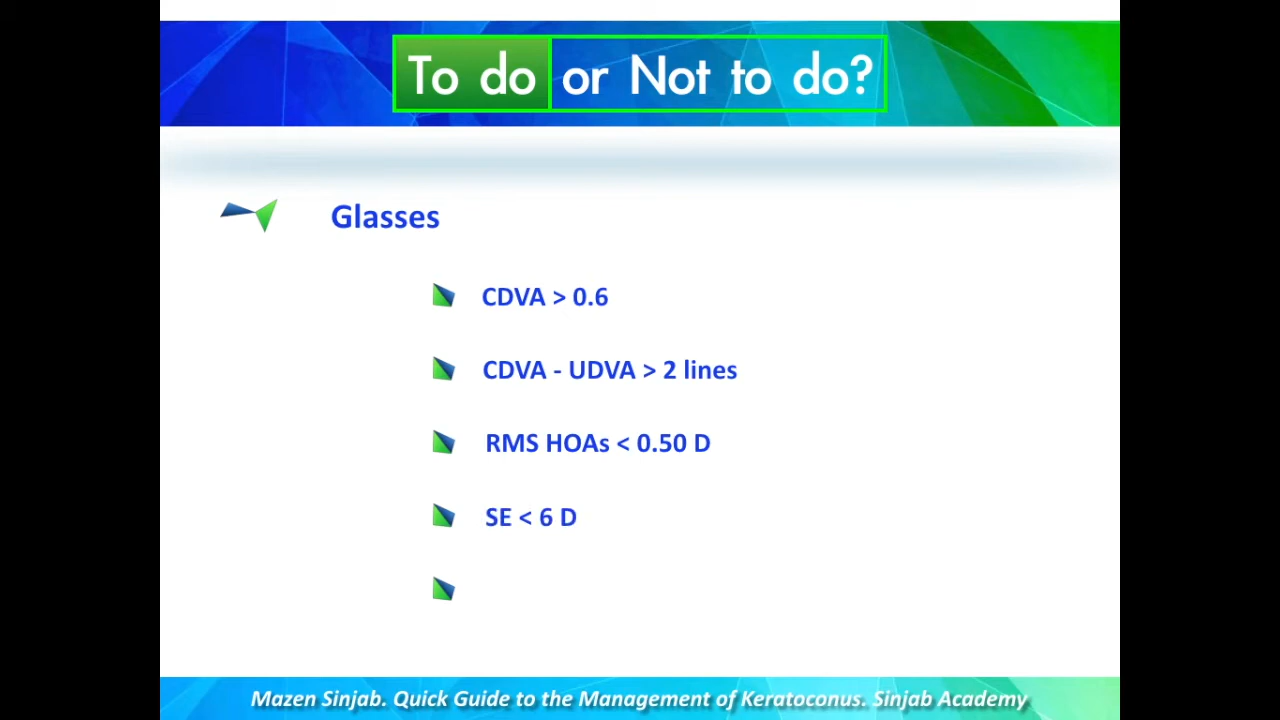 To do or Not to do?
Glasses
CDVA > 0.6
CDVA - UDVA > 2 lines
RMS HOAs < 0.50 D
SE < 6 D
Mazen Sinjab. Quick Guide to the Management of Keratoconus. Sinjab Academy